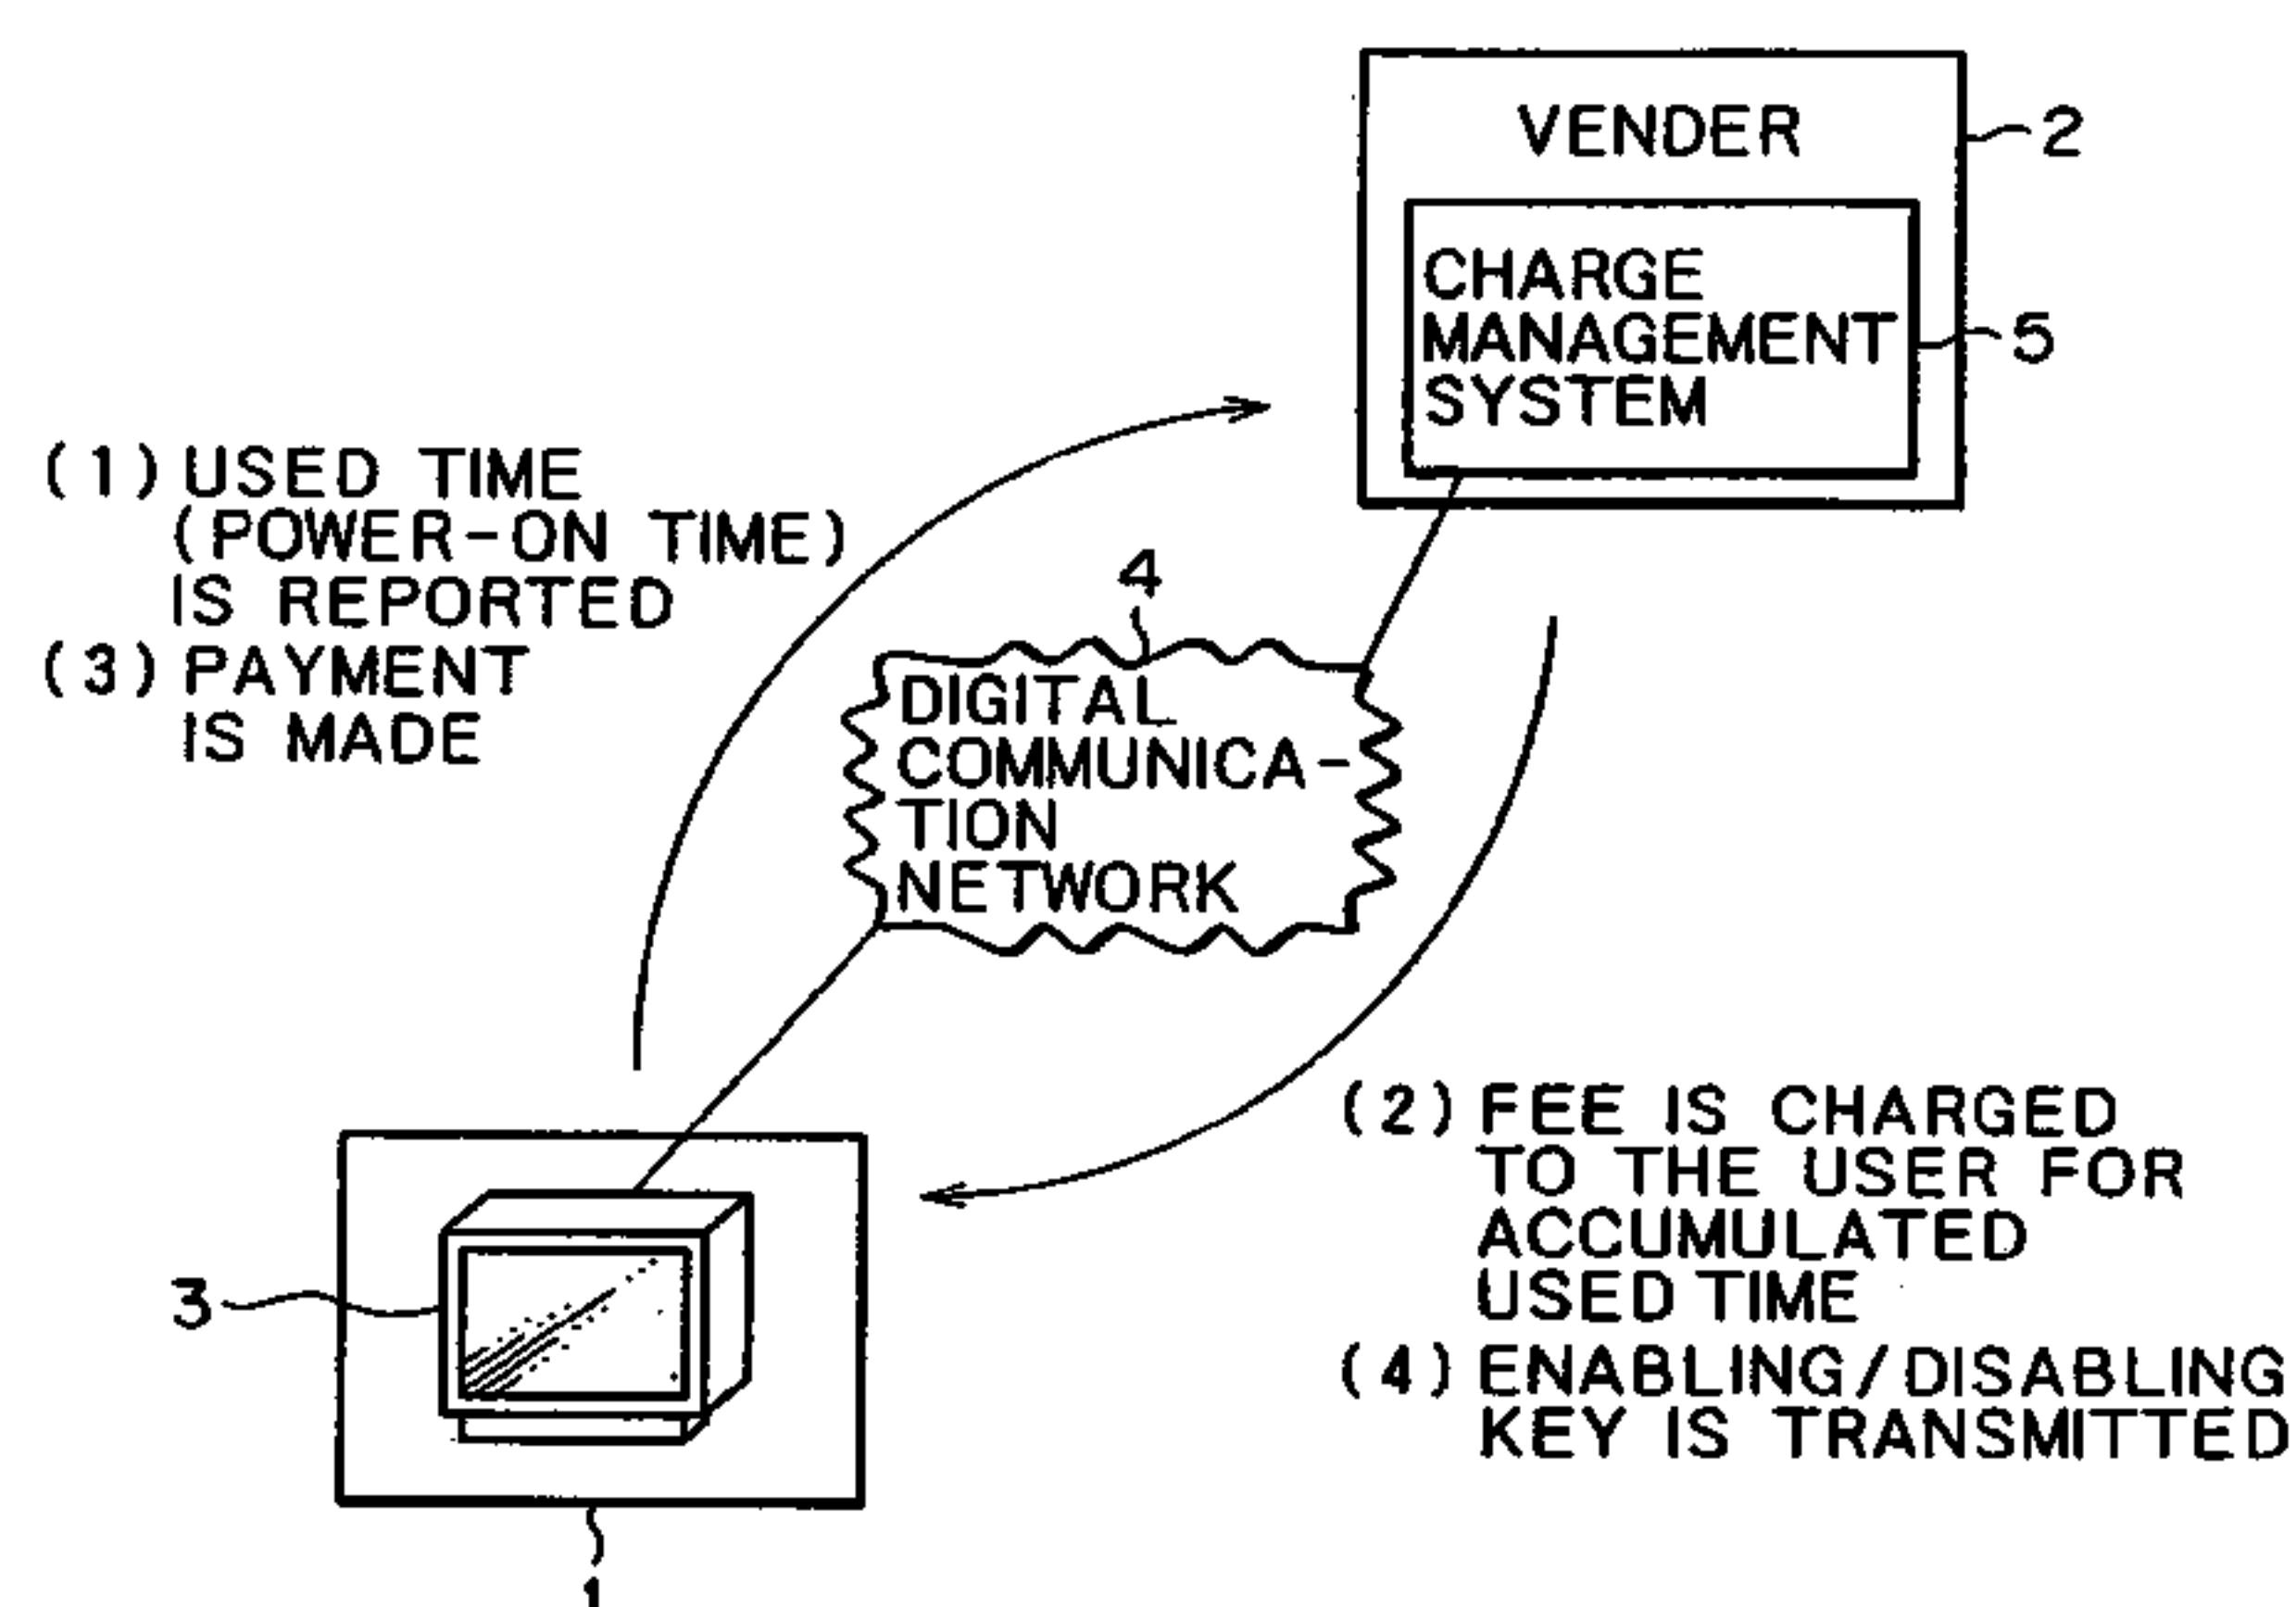 VENDER
2
CHARGE
MANAGEMENT
SYSTEM
5
(1) USED TIME
(POWER-ON TIME)
IS REPORTED
(3) PAYMENT
IS MADE
4
DIGITAL
COMMUNICA-
TION
NETWORK
(2) FEE IS CHARGED
TO THE USER FOR
ACCUMULATED
USED TIME
(4) ENABLING/DISABLING
KEY IS TRANSMITTED
3
1